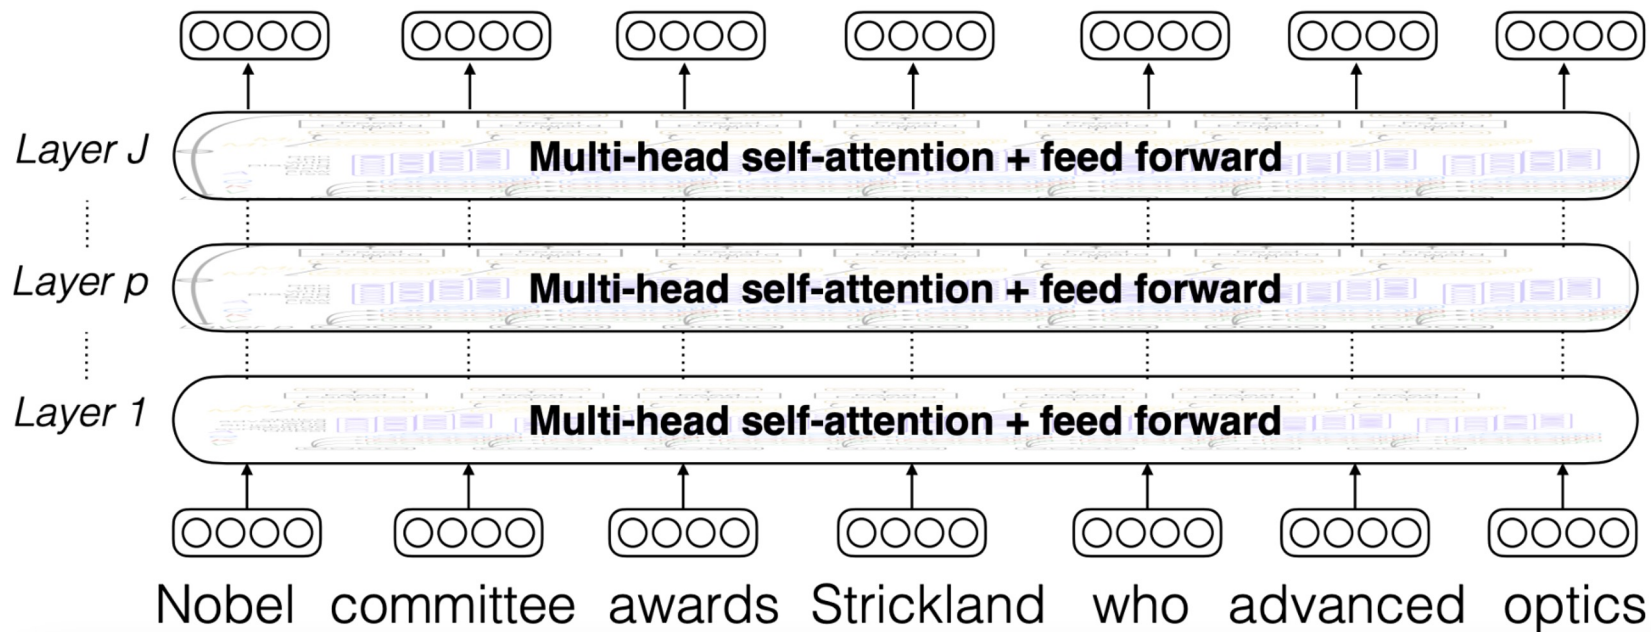 Layer J
Multi-head self-attention + feed forward
Layer p
Multi-head self-attention + feed forward
Layer 1
Multi-head self-attention + feed forward
Nobel committee awards Strickland who advanced optics